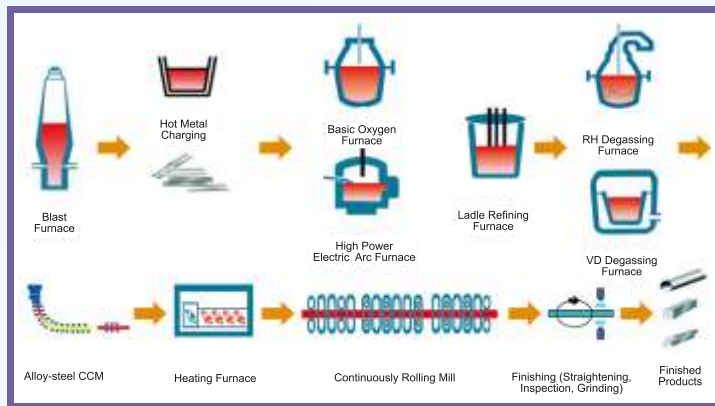 Hot Metal
Charging
Basic Oxygen
Furnace
RH Degassing
Furnace
Blast
Furnace
Ladle Refining
Furnace
High Power
Electric Arc Furnace
VD Degassing
Furnace
Alloy-steel CCM
Heating Furnace
Continuously Rolling Mill
Finishing (Straightening,
Inspection, Grinding)
Finished
Products